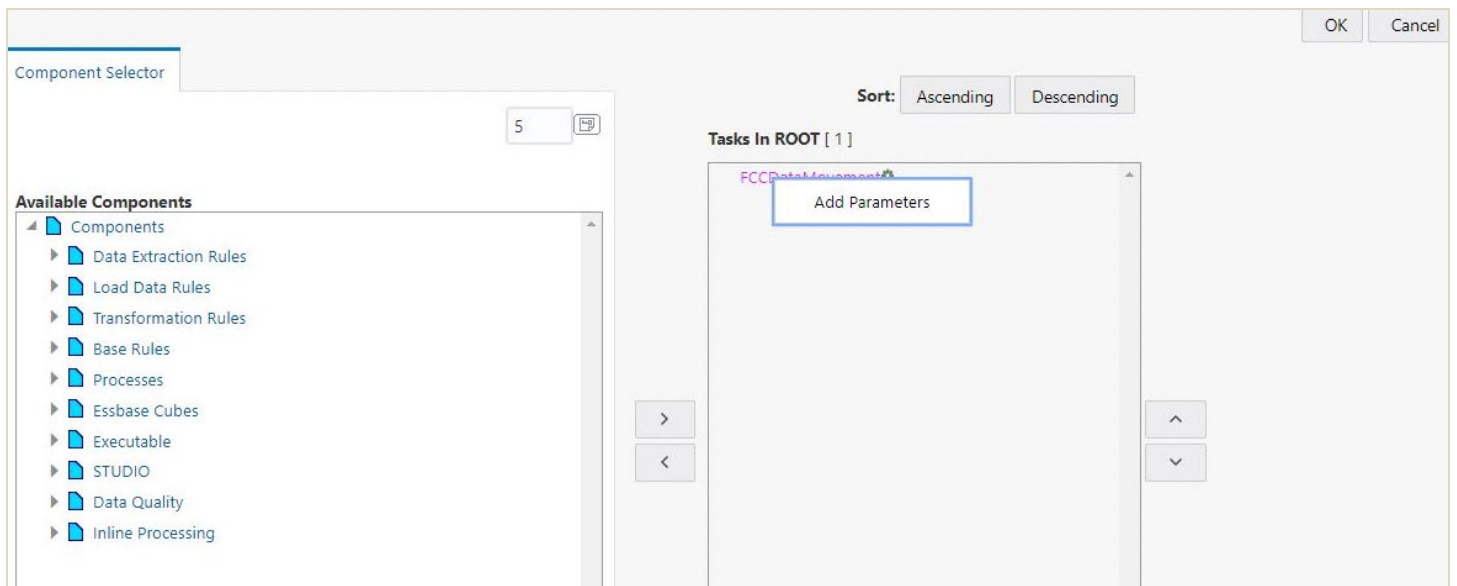 OK Cancel
Component Selector
Sort: Ascending Descending
5
Tasks In ROOT [ 1 ]
FCCDataMovement
Add Parameters
Available Components
Components
Data Extraction Rules
Load Data Rules
Transformation Rules
Base Rules
Processes
Essbase Cubes
Executable
STUDIO
Data Quality
Inline Processing